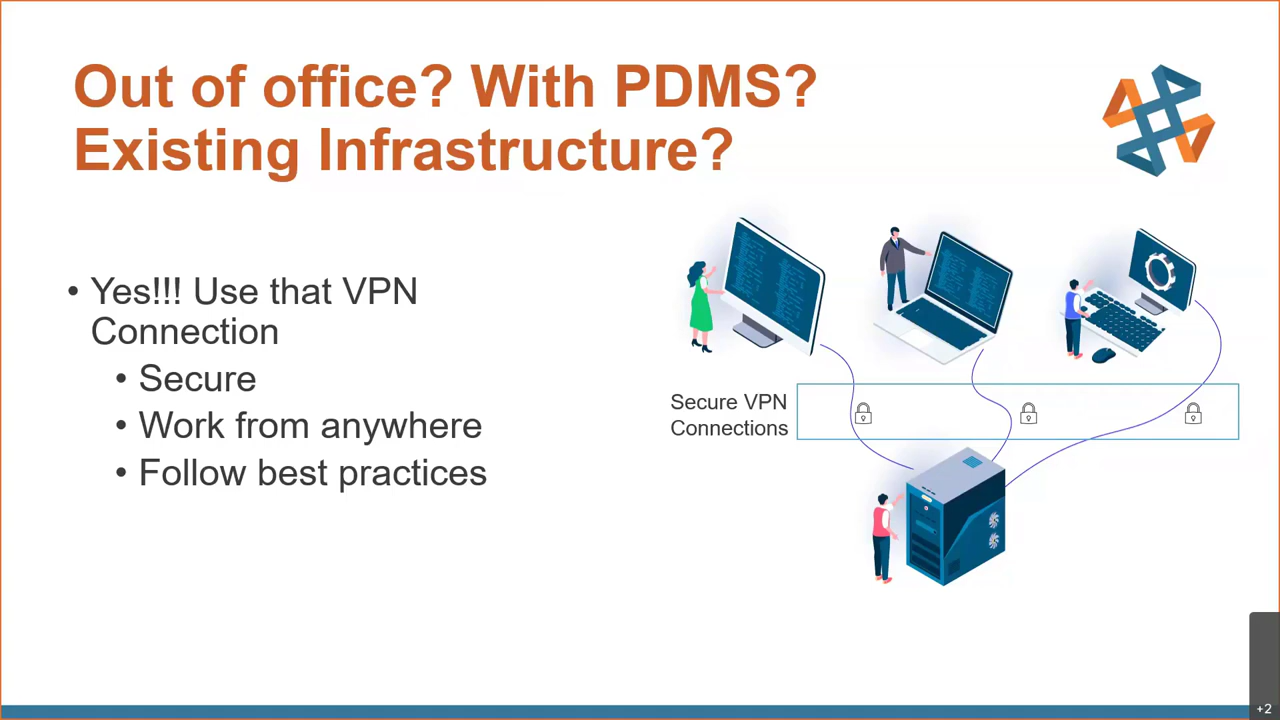 Out of office? With PDMS?
Existing Infrastructure?
• Yes!!! Use that VPN
Connection
• Secure
• Work from anywhere
• Follow best practices
Secure VPN
Connections
+2